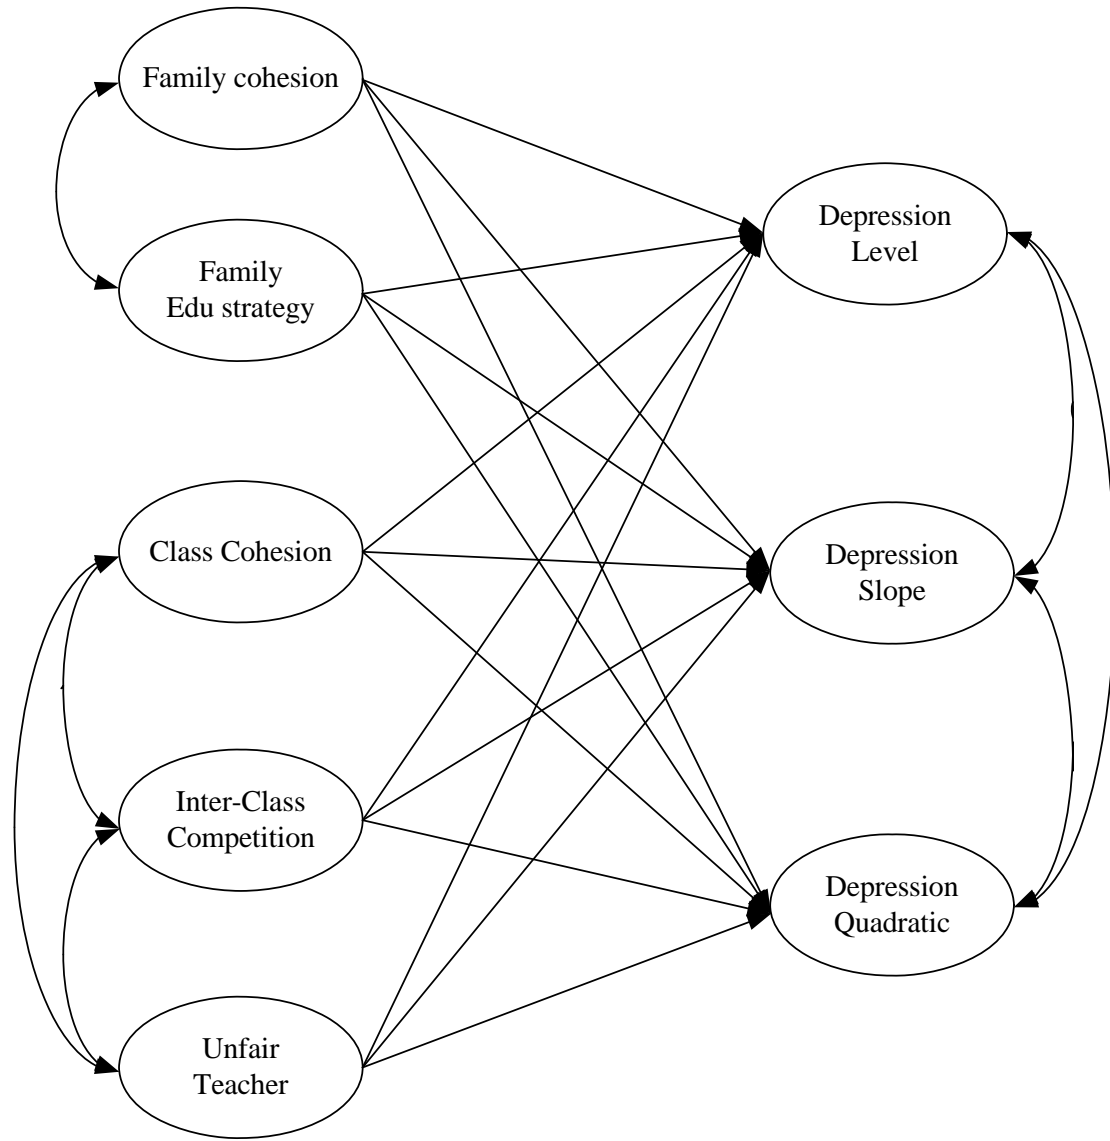 Family cohesion
Family
Edu strategy
Class Cohesion
Inter-Class
Competition
Unfair
Teacher
Depression
Level
Depression
Slope
Depression
Quadratic